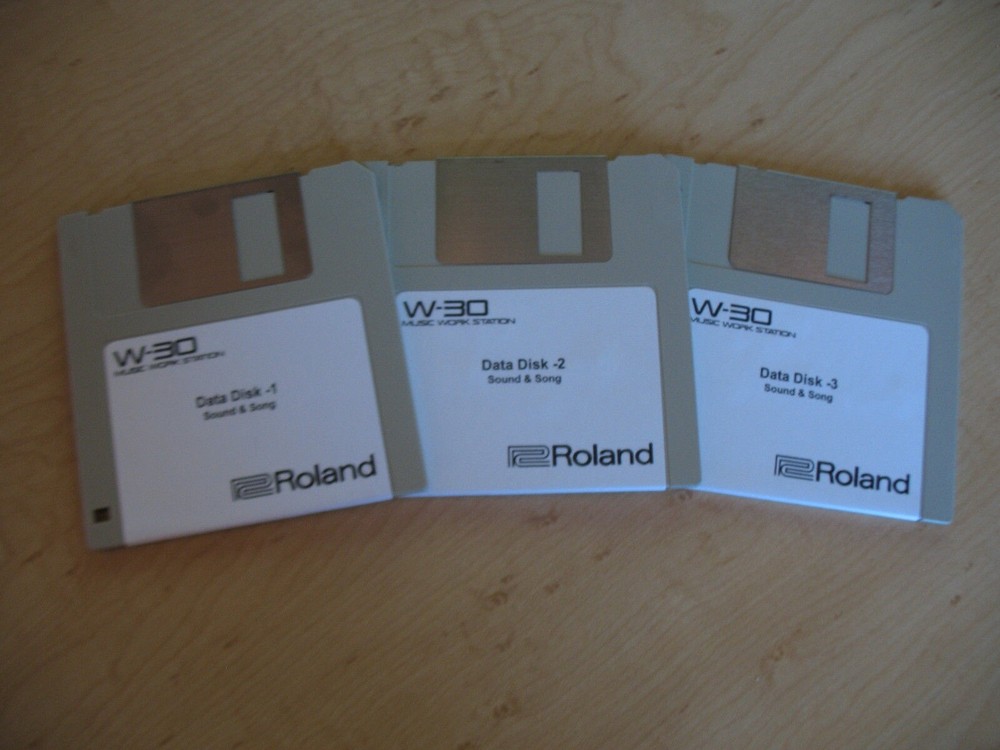 W-30
MUSIC WORK STATION
Data Disk -1
Sound & Song
Roland
W-30
MUSIC WORK STATION
Data Disk -2
Sound & Song
Roland
W-30
MUSIC WORK STATION
Data Disk -3
Sound & Song
Roland